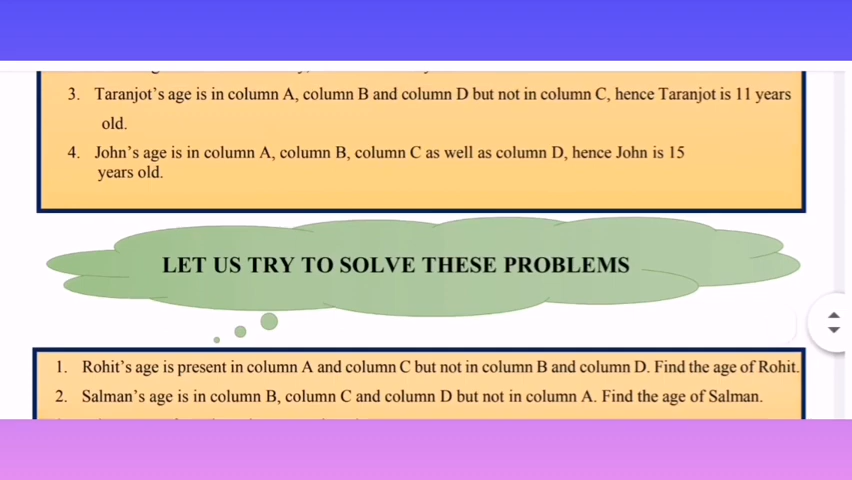 3. Taranjot's age is in column A, column B and column D but not in column C, hence Taranjot is 11 years
old.
4. John's age is in column A, column B, column C as well as column D, hence John is 15
years old.
LET US TRY TO SOLVE THESE PROBLEMS
1. Rohit's age is present in column A and column C but not in column B and column D. Find the age of Rohit.
2. Salman's age is in column B, column C and column D but not in column A. Find the age of Salman.